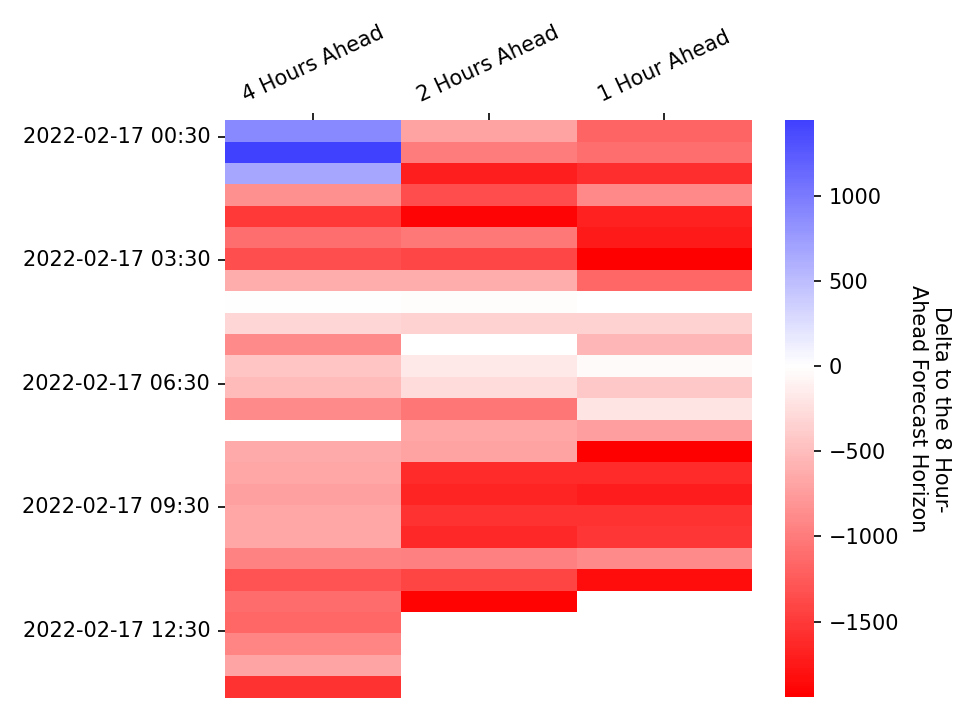 4 Hours Ahead
2 Hours Ahead
1 Hour Ahead
2022-02-17 00:30
2022-02-17 03:30
2022-02-17 06:30
2022-02-17 09:30
2022-02-17 12:30
1000
500
0
−500
−1000
−1500
Delta to the 8 Hour-
Ahead Forecast Horizon